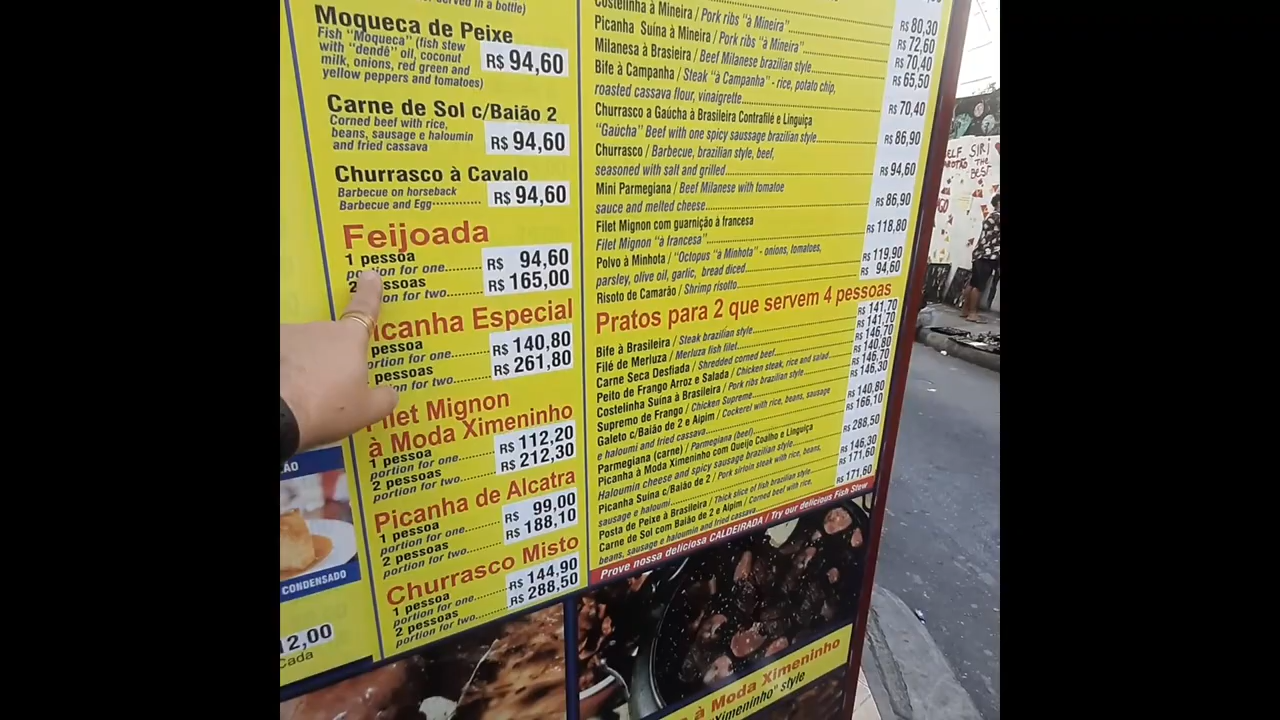 served in a bottle)
Moqueca de Peixe
Fish "Moqueca" (fish stew
with "dendê" oil, coconut
milk, onions, red green and
yellow peppers and tomatoes)
R$ 94,60
Carne de Sol c/Baião 2
Corned beef with rice,
beans, sausage e haloumin
and fried cassava
R$ 94,60
Churrasco à Cavalo
Barbecue on horseback
Barbecue and Egg
R$ 94,60
Feijoada
1 pessoa
portion for one R$ 94,60
2 pessoas
portion for two R$ 165,00
Picanha Especial
pessoa
portion for one R$ 140,80
pessoas
portion for two R$ 261,80
Filet Mignon
à Moda Ximeninho
1 pessoa
portion for one R$ 112,20
2 pessoas
portion for two R$ 212,30
Picanha de Alcatra
1 pessoa
portion for one R$ 99,00
2 pessoas
portion for two R$ 188,10
Churrasco Misto
1 pessoa
portion for one R$ 144,90
2 pessoas
portion for two R$ 288,50
CONDENSADO
12,00
Cada
Costelinha à Mineira / Pork ribs "à Mineira" R$ 80,30
Picanha Suína à Mineira / Pork ribs "à Mineira" R$ 72,60
Milanesa à Brasieira / Beef Milanese brazilian style R$ 70,40
Bife à Campanha / Steak "à Campanha" - rice, potato chip, R$ 65,50
roasted cassava flour, vinaigrette R$ 70,40
Churrasco a Gaúcha à Brasileira Contrafilé e Linguiça
"Gaúcha" Beef with one spicy saussage brazilian style R$ 86,90
Churrasco / Barbecue, brazilian style, beef,
seasoned with salt and grilled R$ 94,60
Mini Parmegiana / Beef Milanese with tomatoe
sauce and melted cheese R$ 86,90
Filet Mignon com guarnição à francesa
Filet Mignon "à francesa" R$ 118,80
Polvo à Minhota / "Octopus "à Minhota" - onions, tomatoes,
parsley, olive oil, garlic, bread diced R$ 119,90
Risoto de Camarão / Shrimp risotto R$ 94,60
Pratos para 2 que servem 4 pessoas
Bife à Brasileira / Steak brazilian style R$ 141,70
Filé de Merluza / Merluza fish filet R$ 141,70
Carne Seca Desfiada / Shredded corned beef R$ 146,70
Peito de Frango Arroz e Salada / Chicken steak, rice and salad R$ 140,80
Costelinha Suína à Brasileira / Pork ribs brazilian style R$ 146,70
Supremo de Frango / Chicken Supreme R$ 146,30
Galeto c/Baião de 2 e Aipim / Cockerel with rice, beans, sausage
e haloumi and fried cassava R$ 140,80
Parmegiana (carne) / Parmegiana (beef) R$ 166,10
Picanha à Moda Ximeninho com Queijo Coalho e Linguiça
Haloumin cheese and spicy sausage brazilian style R$ 288,50
Picanha Suína c/Baião de 2 / Pork sirloin steak with rice, beans,
sausage e haloumi R$ 146,30
Posta de Peixe à Brasileira / Thick slice of fish brazilian style R$ 171,60
Carne de Sol com Baião de 2 e Aipim / Corned beef with rice,
beans, sausage e haloumin and fried cassava R$ 171,60
Prove nossa deliciosa CALDEIRADA / Try our delicious Fish Stew
à Moda Ximeninho
Ximeninho" style
ELF SIRI
THE
BEST